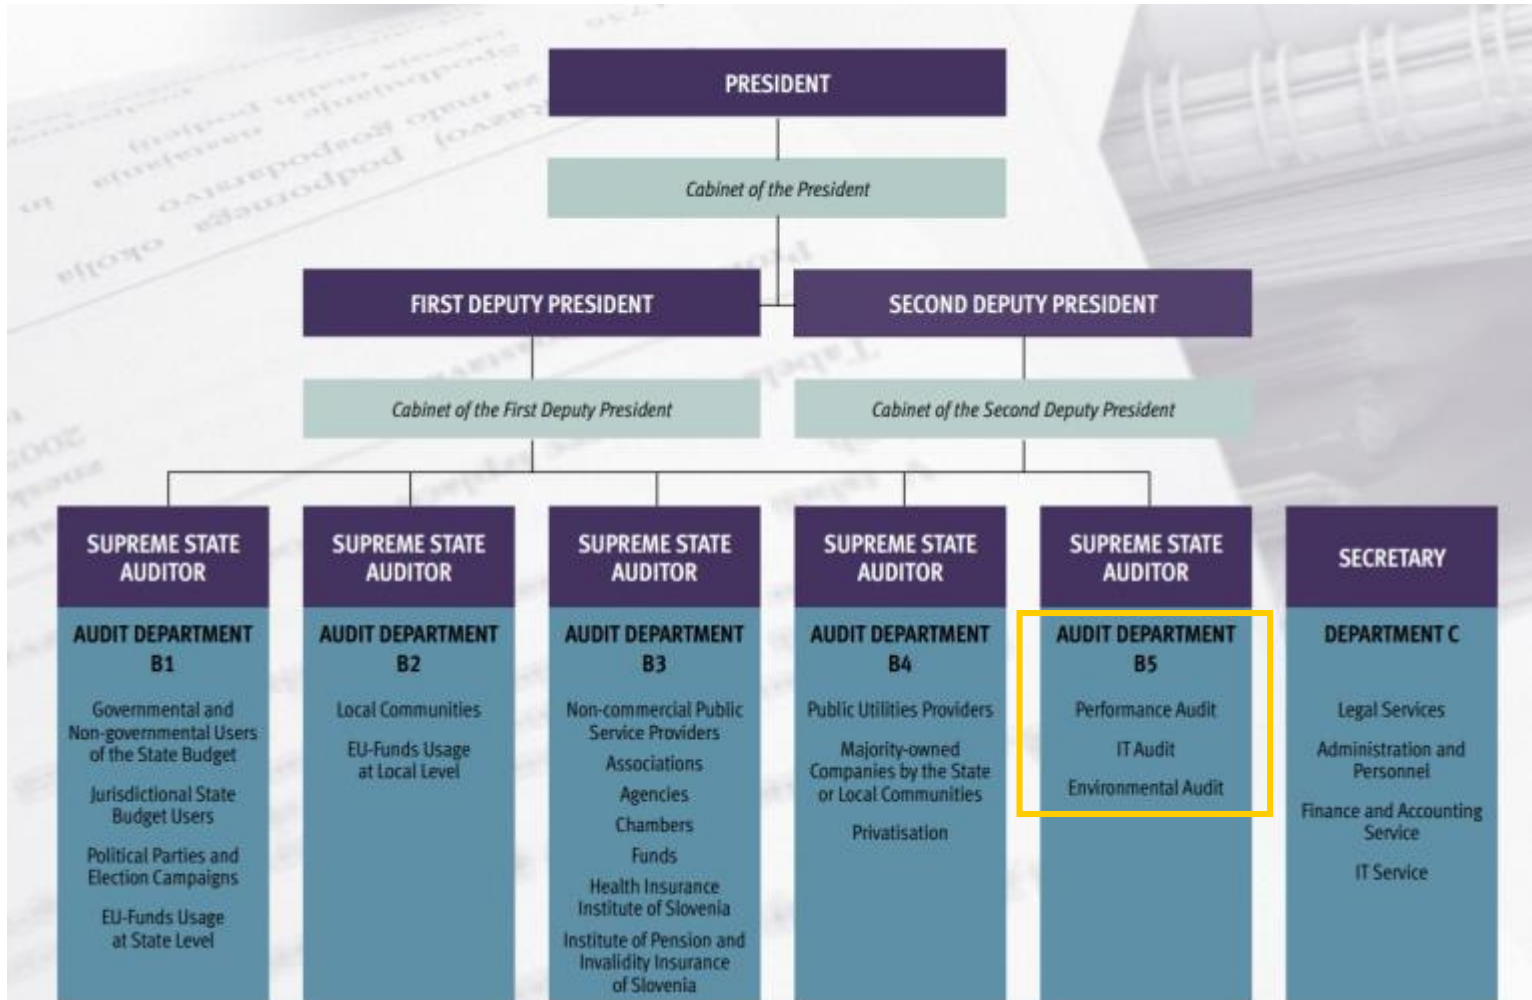 PRESIDENT
Cabinet of the President
FIRST DEPUTY PRESIDENT
SECOND DEPUTY PRESIDENT
Cabinet of the First Deputy President
Cabinet of the Second Deputy President
SUPREME STATE
AUDITOR
AUDIT DEPARTMENT
B1
Governmental and
Non-governmental Users
of the State Budget
Jurisdictional State
Budget Users
Political Parties and
Election Campaigns
EU-Funds Usage
at State Level
SUPREME STATE
AUDITOR
AUDIT DEPARTMENT
B2
Local Communities
EU-Funds Usage
at Local Level
SUPREME STATE
AUDITOR
AUDIT DEPARTMENT
B3
Non-commercial Public
Service Providers
Associations
Agencies
Chambers
Funds
Health Insurance
Institute of Slovenia
Institute of Pension and
Invalidity Insurance
of Slovenia
SUPREME STATE
AUDITOR
AUDIT DEPARTMENT
B4
Public Utilities Providers
Majority-owned
Companies by the State
or Local Communities
Privatisation
SUPREME STATE
AUDITOR
AUDIT DEPARTMENT
B5
Performance Audit
IT Audit
Environmental Audit
SECRETARY
DEPARTMENT C
Legal Services
Administration and
Personnel
Finance and Accounting
Service
IT Service